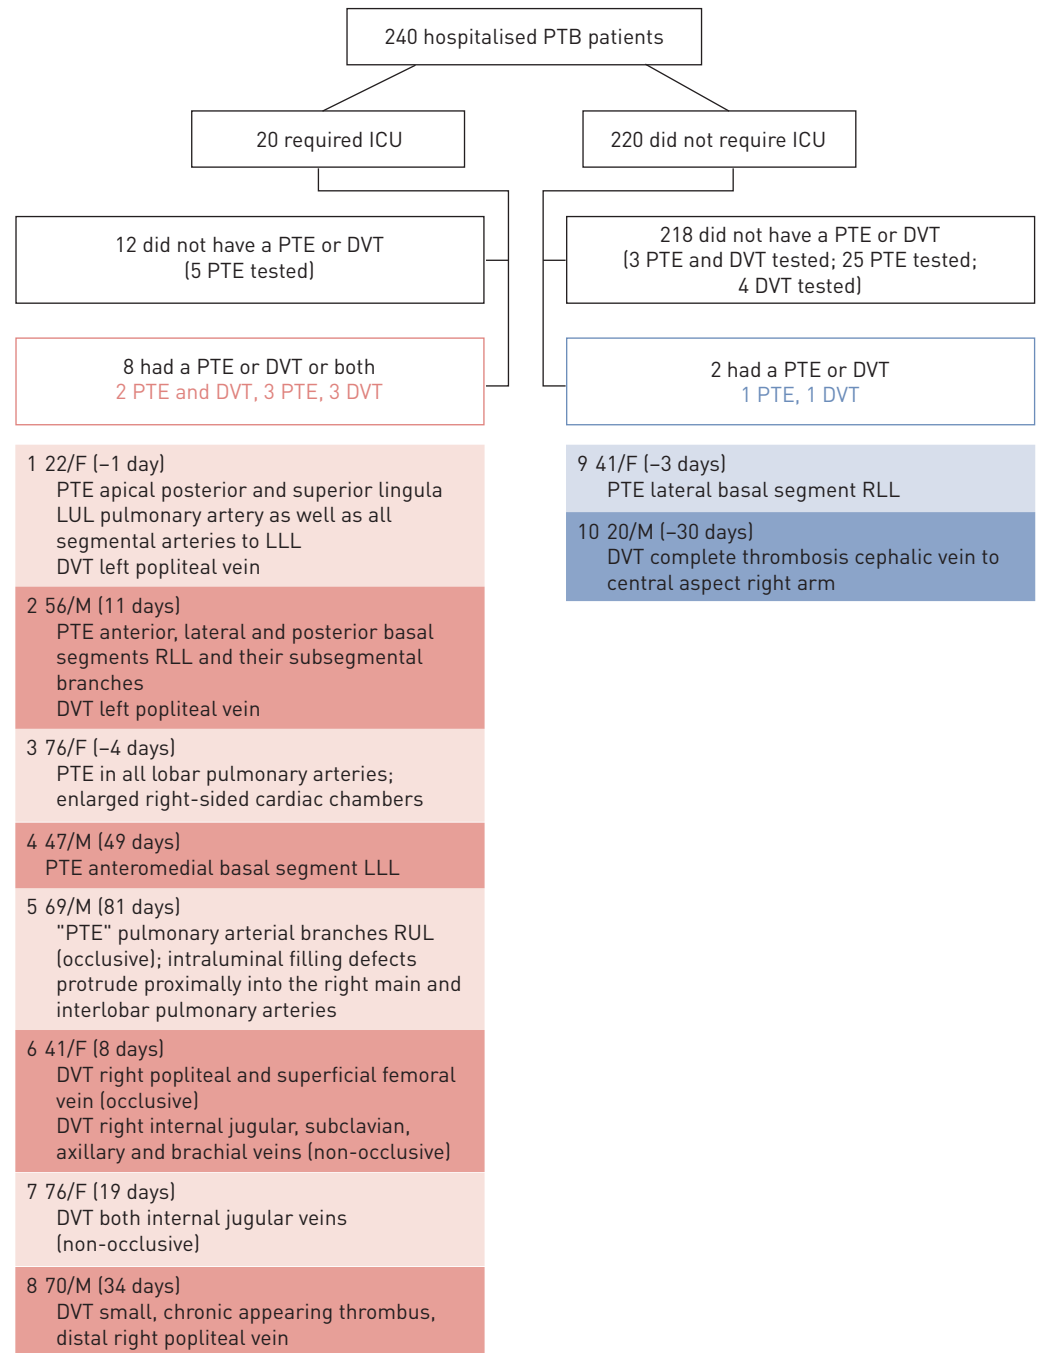 240 hospitalised PTB patients
20 required ICU
220 did not require ICU
12 did not have a PTE or DVT
(5 PTE tested)
218 did not have a PTE or DVT
(3 PTE and DVT tested; 25 PTE tested;
4 DVT tested)
8 had a PTE or DVT or both
2 PTE and DVT, 3 PTE, 3 DVT
2 had a PTE or DVT
1 PTE, 1 DVT
1 22/F (–1 day)
PTE apical posterior and superior lingula
LUL pulmonary artery as well as all
segmental arteries to LLL
DVT left popliteal vein
2 56/M (11 days)
PTE anterior, lateral and posterior basal
segments RLL and their subsegmental
branches
DVT left popliteal vein
3 76/F (–4 days)
PTE in all lobar pulmonary arteries;
enlarged right-sided cardiac chambers
4 47/M (49 days)
PTE anteromedial basal segment LLL
5 69/M (81 days)
"PTE" pulmonary arterial branches RUL
(occlusive); intraluminal filling defects
protrude proximally into the right main and
interlobar pulmonary arteries
6 41/F (8 days)
DVT right popliteal and superficial femoral
vein (occlusive)
DVT right internal jugular, subclavian,
axillary and brachial veins (non-occlusive)
7 76/F (19 days)
DVT both internal jugular veins
(non-occlusive)
8 70/M (34 days)
DVT small, chronic appearing thrombus,
distal right popliteal vein
9 41/F (–3 days)
PTE lateral basal segment RLL
10 20/M (–30 days)
DVT complete thrombosis cephalic vein to
central aspect right arm